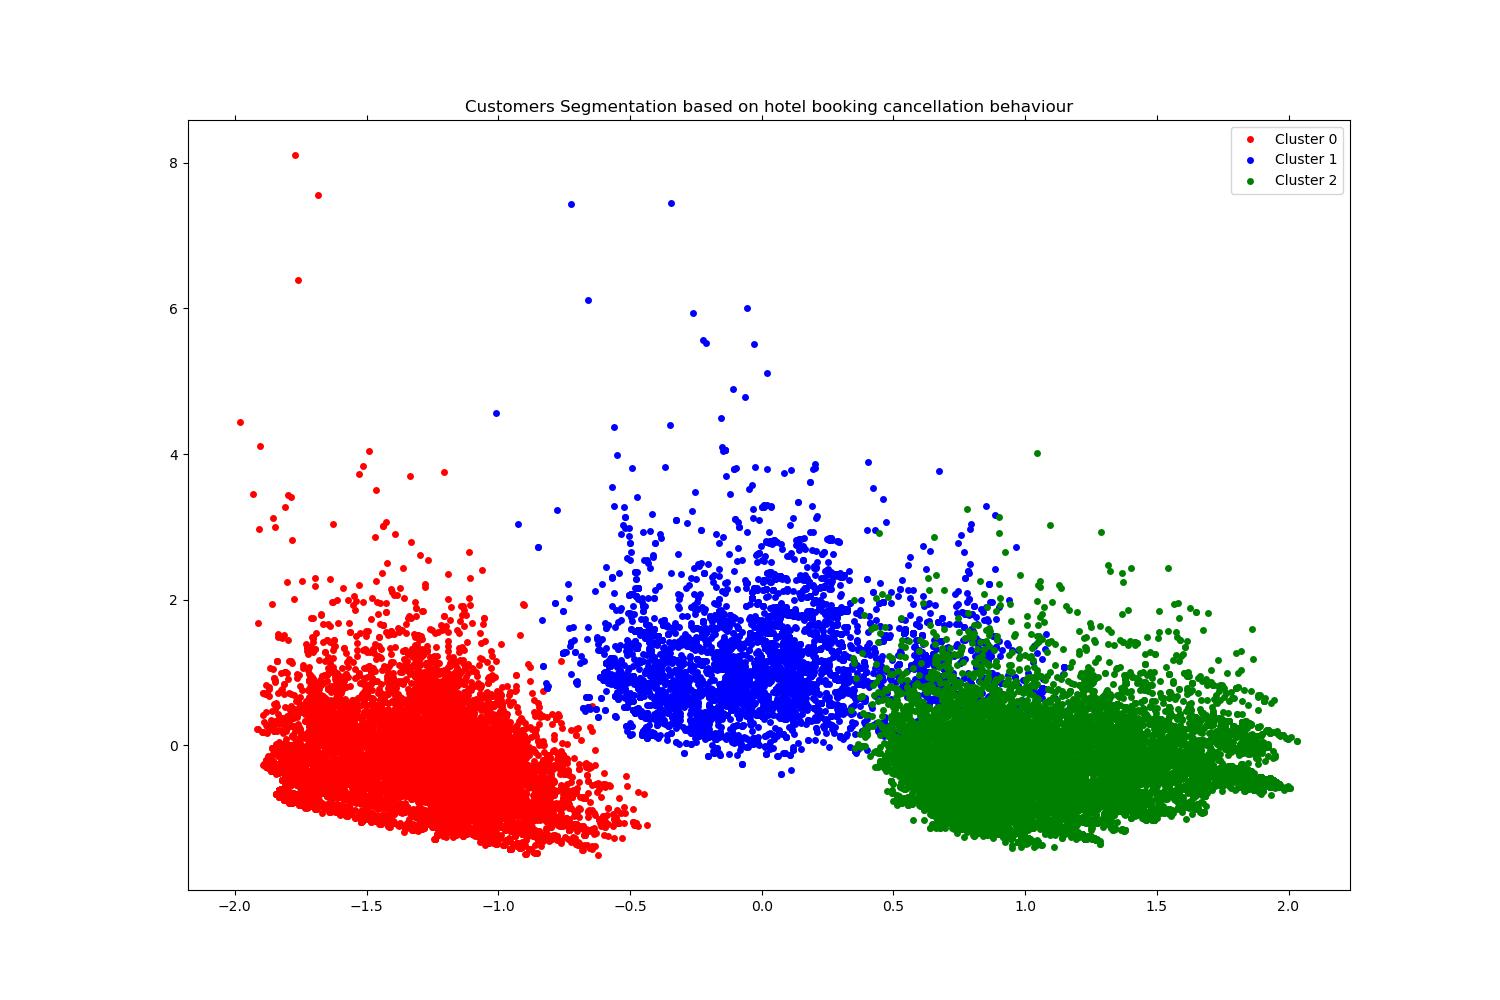 Customers Segmentation based on hotel booking cancellation behaviour
Cluster 0
Cluster 1
Cluster 2
8
6
4
2
0
−2.0 −1.5 −1.0 −0.5 0.0 0.5 1.0 1.5 2.0